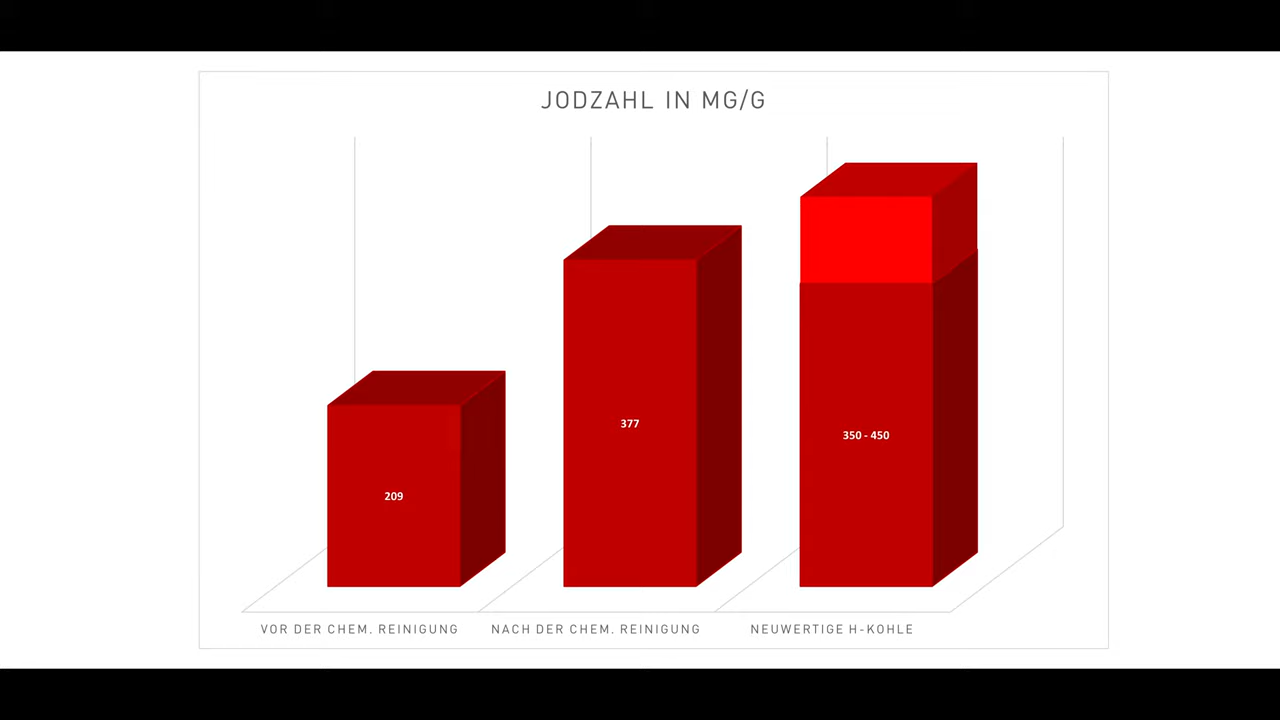 JODZAHL IN MG/G
209
377
350 - 450
VOR DER CHEM. REINIGUNG
NACH DER CHEM. REINIGUNG
NEUWERTIGE H-KOHLE